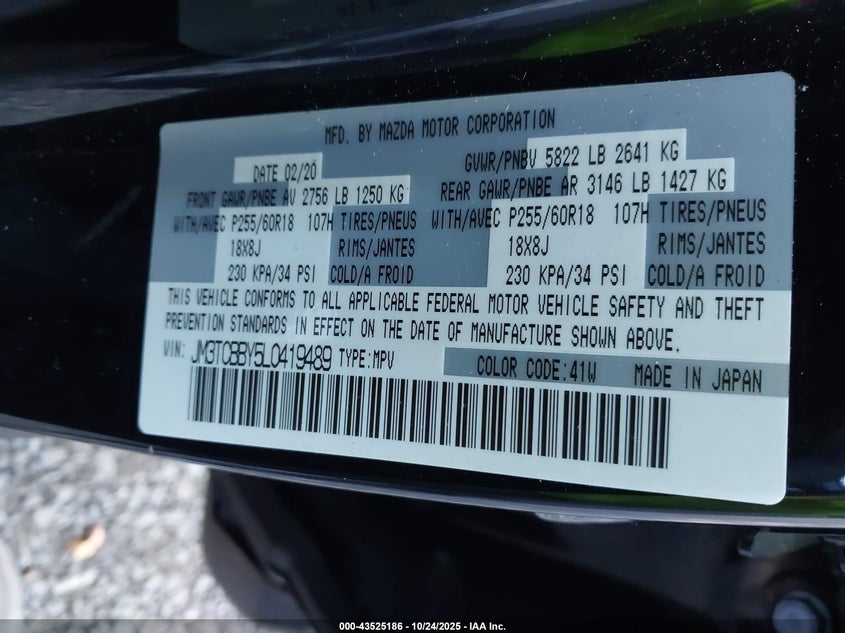 MFD. BY MAZDA MOTOR CORPORATION
DATE 02/20 GVWR/PNBV 5822 LB 2641 KG
FRONT GAWR/PNBE AV 2756 LB 1250 KG REAR GAWR/PNBE AR 3146 LB 1427 KG
WITH/AVEC P255/60R18 107H TIRES/PNEUS WITH/AVEC P255/60R18 107H TIRES/PNEUS
18X8J RIMS/JANTES 18X8J RIMS/JANTES
230 KPA/34 PSI COLD/A FROID 230 KPA/34 PSI COLD/A FROID
THIS VEHICLE CONFORMS TO ALL APPLICABLE FEDERAL MOTOR VEHICLE SAFETY AND THEFT
PREVENTION STANDARDS IN EFFECT ON THE DATE OF MANUFACTURE SHOWN ABOVE.
VIN: JM3TCBBY5L0419489 TYPE:MPV COLOR CODE:41W MADE IN JAPAN
000-43525186 - 10/24/2025 - IAA Inc.